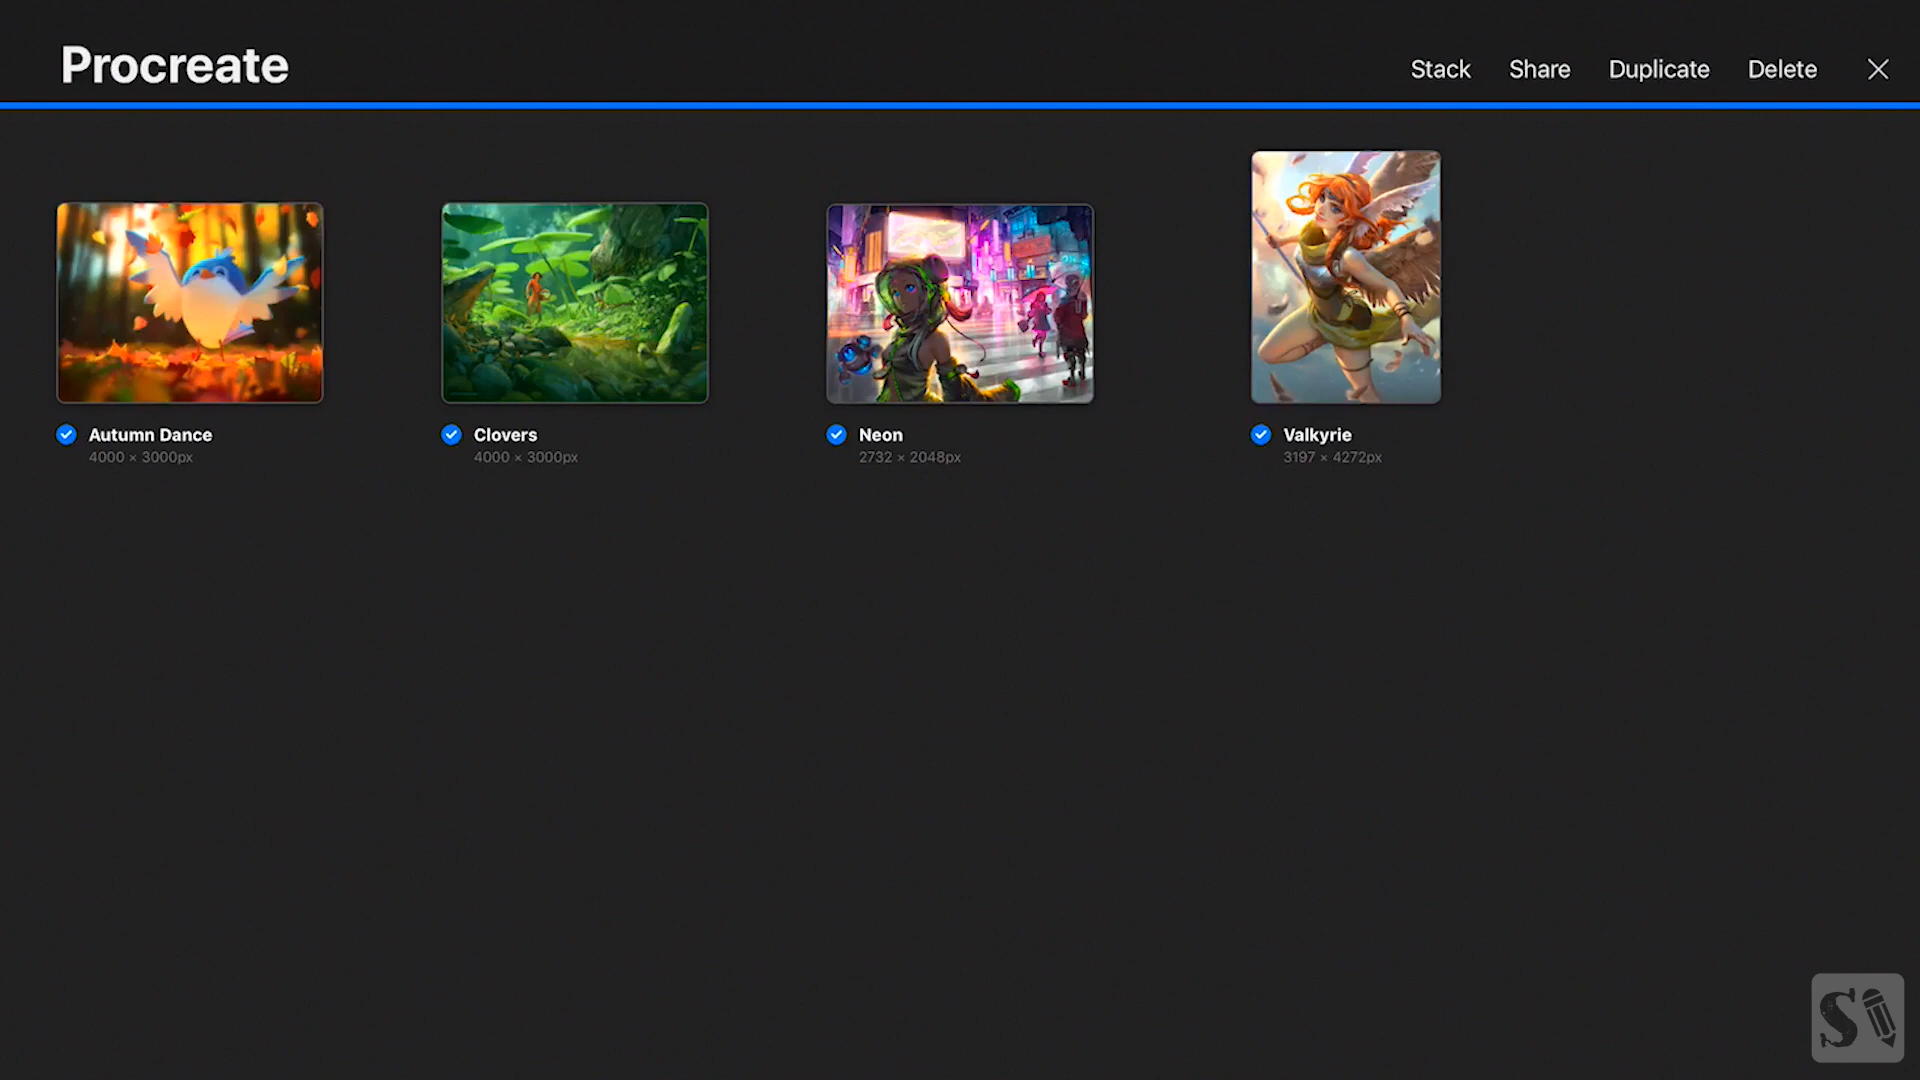 Procreate
Stack Share Duplicate Delete
Autumn Dance
4000 × 3000px
Clovers
4000 × 3000px
Neon
2732 × 2048px
Valkyrie
3197 × 4272px
S